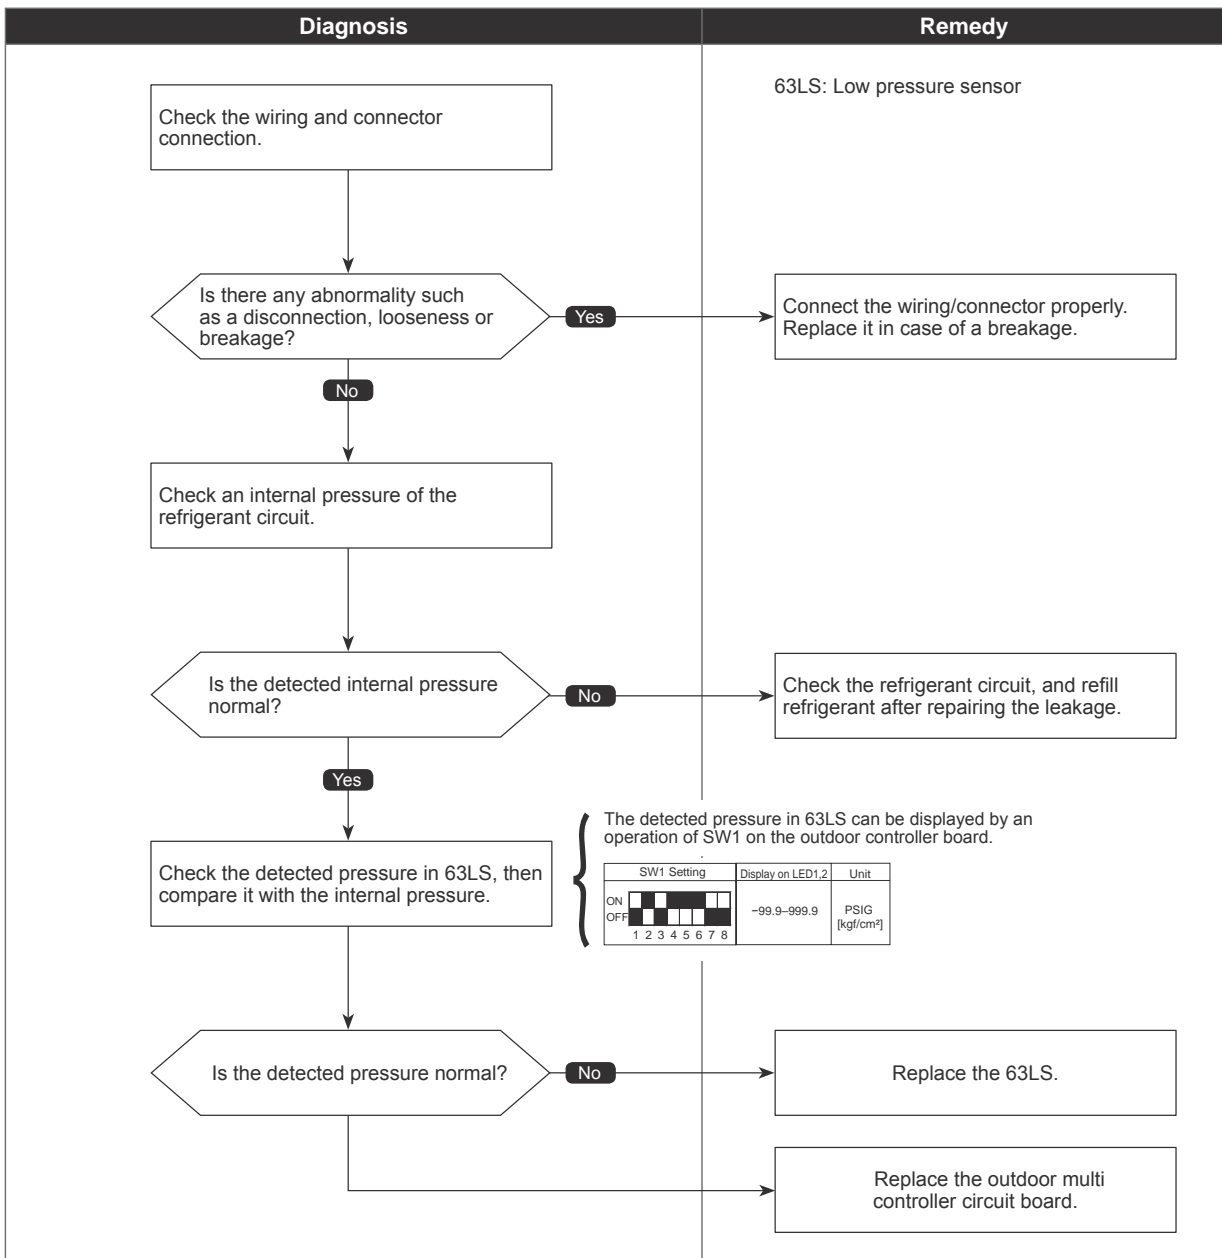 Diagnosis
Remedy
63LS: Low pressure sensor
Check the wiring and connector
connection.
Is there any abnormality such
as a disconnection, looseness or
breakage?
Yes
Connect the wiring/connector properly.
Replace it in case of a breakage.
No
Check an internal pressure of the
refrigerant circuit.
Is the detected internal pressure
normal?
No
Check the refrigerant circuit, and refill
refrigerant after repairing the leakage.
Yes
Check the detected pressure in 63LS, then
compare it with the internal pressure.
The detected pressure in 63LS can be displayed by an
operation of SW1 on the outdoor controller board.
SW1 Setting
Display on LED1,2
Unit
ON
OFF
1 2 3 4 5 6 7 8
−99.9–999.9
PSIG
[kgf/cm²]
Is the detected pressure normal?
No
Replace the 63LS.
Replace the outdoor multi
controller circuit board.